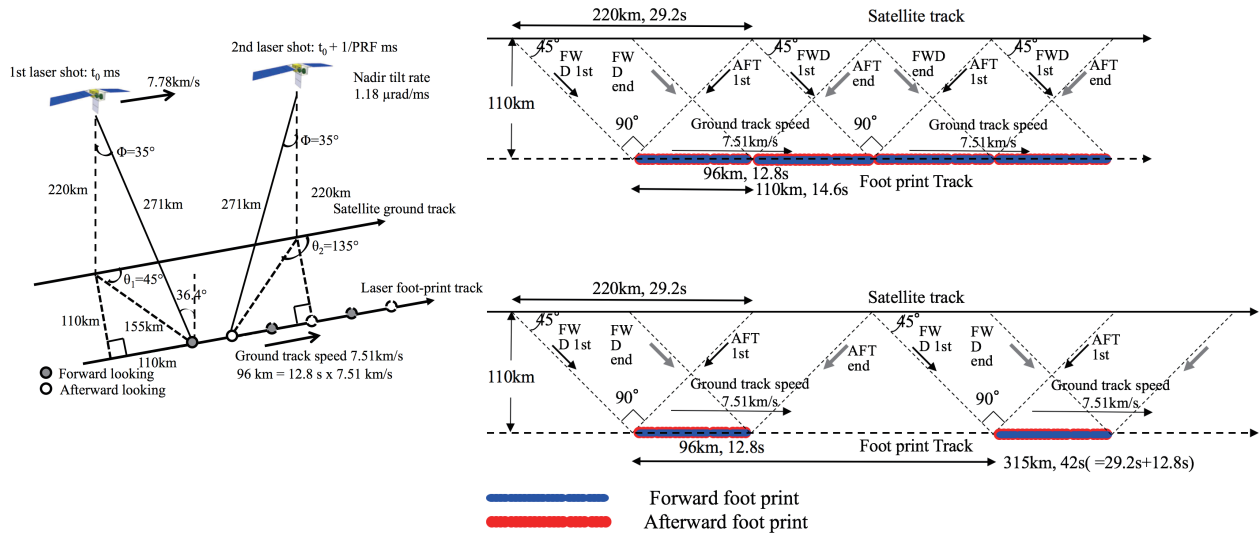 2nd laser shot: t0 + 1/PRF ms
1st laser shot: t0 ms
7.78km/s
Nadir tilt rate
1.18 μrad/ms
Φ=35°
Φ=35°
220km
271km
271km
220km
Satellite ground track
θ1=45°
θ2=135°
36.4°
Laser foot-print track
110km
155km
110km
Ground track speed 7.51km/s
96 km = 12.8 s x 7.51 km/s
Forward looking
Afterward looking
220km, 29.2s
Satellite track
45°
FW
D 1st
FW
D
end
AFT
1st
45°
FWD
1st
AFT
end
FWD
end
AFT
1st
45°
FWD
1st
AFT
end
110km
90°
Ground track speed
7.51km/s
90°
Ground track speed
7.51km/s
96km, 12.8s
Foot print Track
110km, 14.6s
220km, 29.2s
Satellite track
45°
FW
D 1st
FW
D
end
AFT
1st
AFT
end
45°
FW
D 1st
FW
D
end
AFT
1st
AFT
end
110km
90°
Ground track speed
7.51km/s
90°
Ground track speed
7.51km/s
96km, 12.8s
Foot print Track
315km, 42s( =29.2s+12.8s)
Forward foot print
Afterward foot print